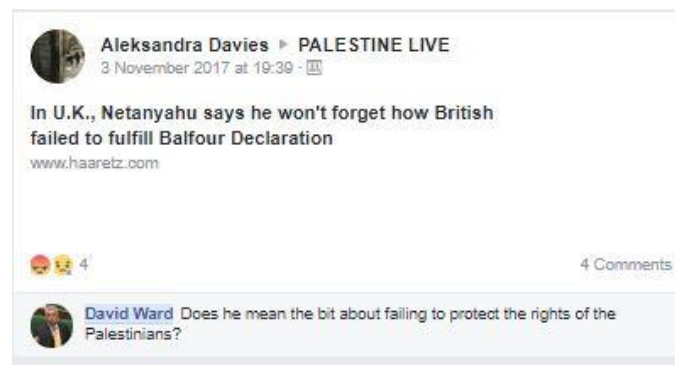 Aleksandra Davies ▸ PALESTINE LIVE
3 November 2017 at 19:39 ·
In U.K., Netanyahu says he won't forget how British
failed to fulfill Balfour Declaration
www.haaretz.com
4
4 Comments
David Ward Does he mean the bit about failing to protect the rights of the
Palestinians?